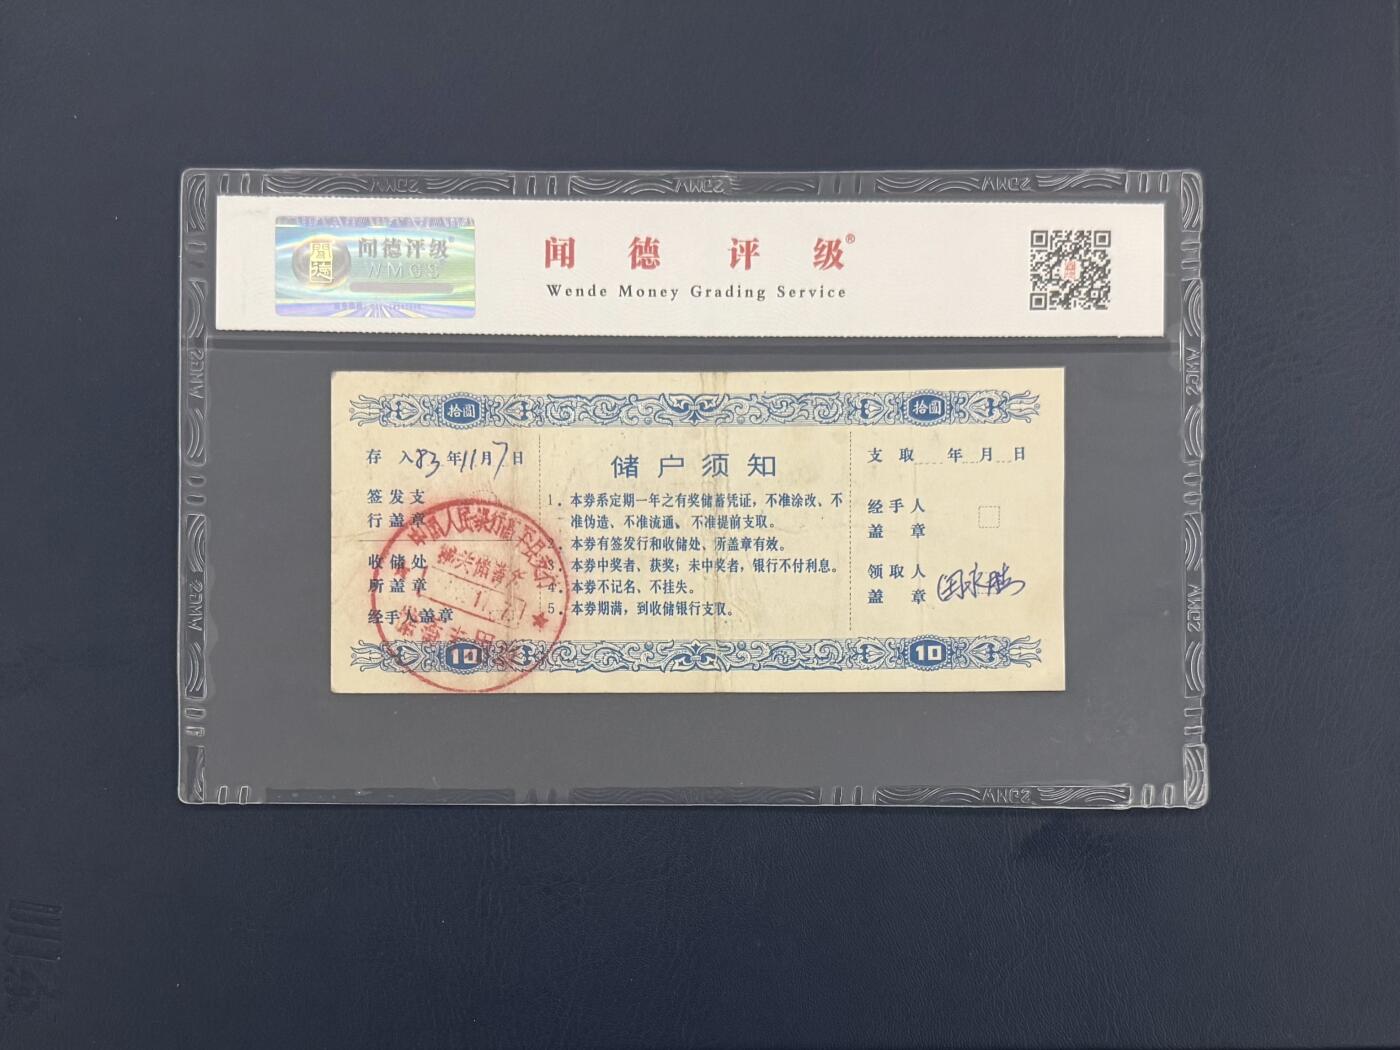 闻德评级®
WMGS
闻德评级®
Wende Money Grading Service
拾圆
拾圆
存入83年11月7日
签发支
行盖章
收储处
所盖章
经手人盖章
中国人民银行
11.7
储户须知
1、本券系定期一年之有奖储蓄凭证，不准涂改、不
准伪造、不准流通、不准提前支取。
2、本券有签发行和收储处、所盖章有效。
3、本券中奖者、获奖；未中奖者，银行不付利息。
4、本券不记名、不挂失。
5、本券期满，到收储银行支取。
支取 年 月 日
经手人
盖章
领取人
盖章
10
10